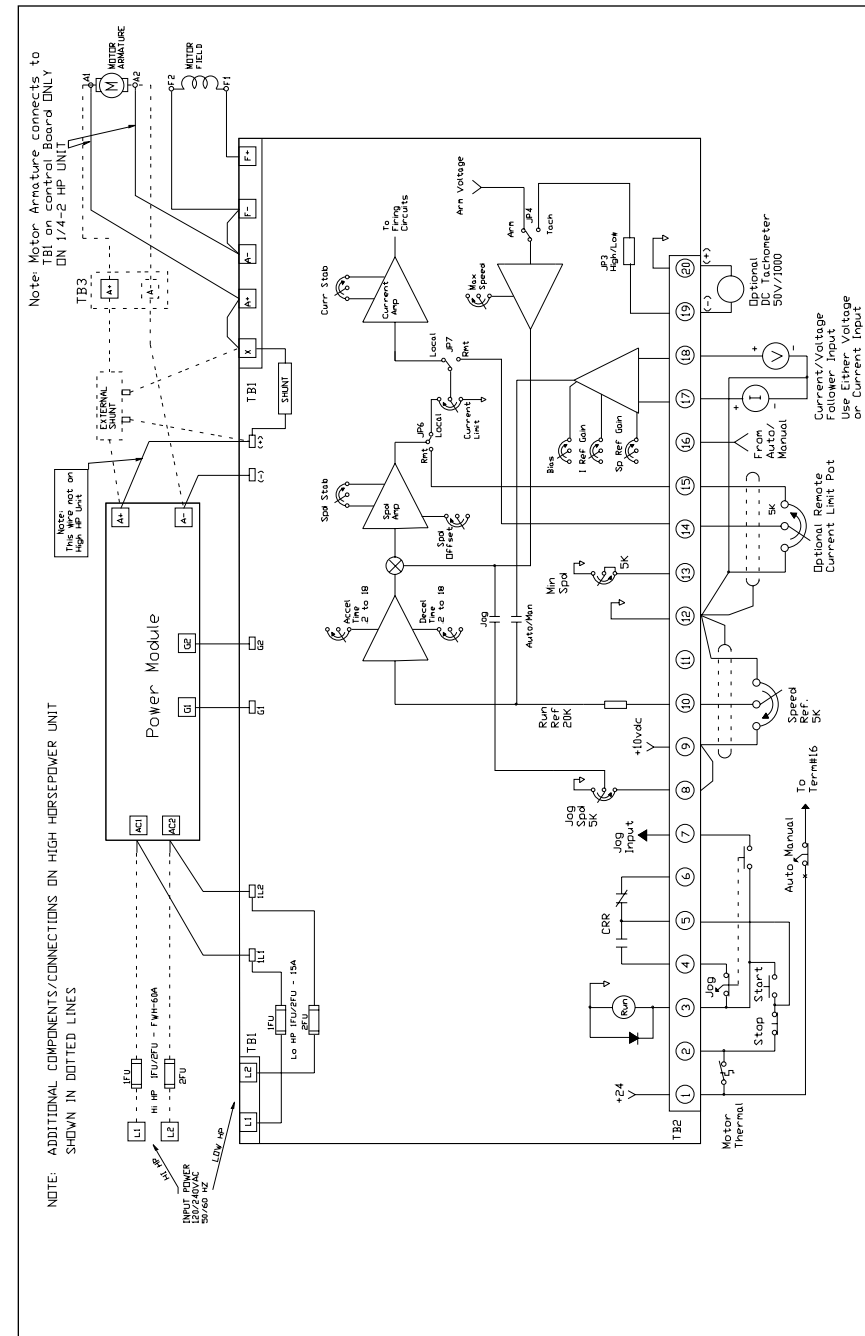 NOTE: ADDITIONAL COMPONENTS/CONNECTIONS ON HIGH HORSEPOWER UNIT
SHOWN IN DOTTED LINES
Note: Motor Armature connects to
TB1 on control Board ONLY
ON 1/4-2 HP UNIT
INPUT POWER
120/240VAC
50/60 HZ
HI HP
LOW HP
L1
L2
1FU
Hi HP 1FU/2FU - FWH-60A
2FU
AC1
AC2
Power Module
G1
G2
A+
A-
Note:
This Wire not on
High HP Unit
EXTERNAL
SHUNT
TB3
A+
A-
A1
A2
M
MOTOR
ARMATURE
F2
F1
MOTOR
FIELD
L1
L2
TB1
1FU
Lo HP 1FU/2FU - 15A
2FU
1L1
1L2
G1
G2
(-)
(+)
SHUNT
TB1
X
A+
A-
F-
F+
Accel
Time
2 to 18
Decel
Time
2 to 18
Spd Stab
Spd
Amp
Spd
Offset
JP6
Rmt
Local
Current
Limit
JP7
Local
Rmt
Curr Stab
Current
Amp
To
Firing
Circuits
Max
Speed
Arm
JP4
Tach
Arm Voltage
Jog
Auto/Man
Bias
I Ref Gain
Sp Ref Gain
JP3
High/Lo#
+24
Run
CRR
Jog
Input
Jog
Spd
5K
+10vdc
Run
Ref
20K
Min
Spd
5K
TB2
1
2
3
4
5
6
7
8
9
10
11
12
13
14
15
16
17
18
19
20
Motor
Thermal
Stop
Start
Jog
Auto Manual
To
Term#16
Speed
Ref.
5K
5K
Optional Remote
Current Limit Pot
From
Auto/
Manual
+
I
-
+
V
-
Current/Voltage
Follower Input
Use Either Voltage
or Current Input
(-)
(+)
Optional
DC Tachometer
50V/1000